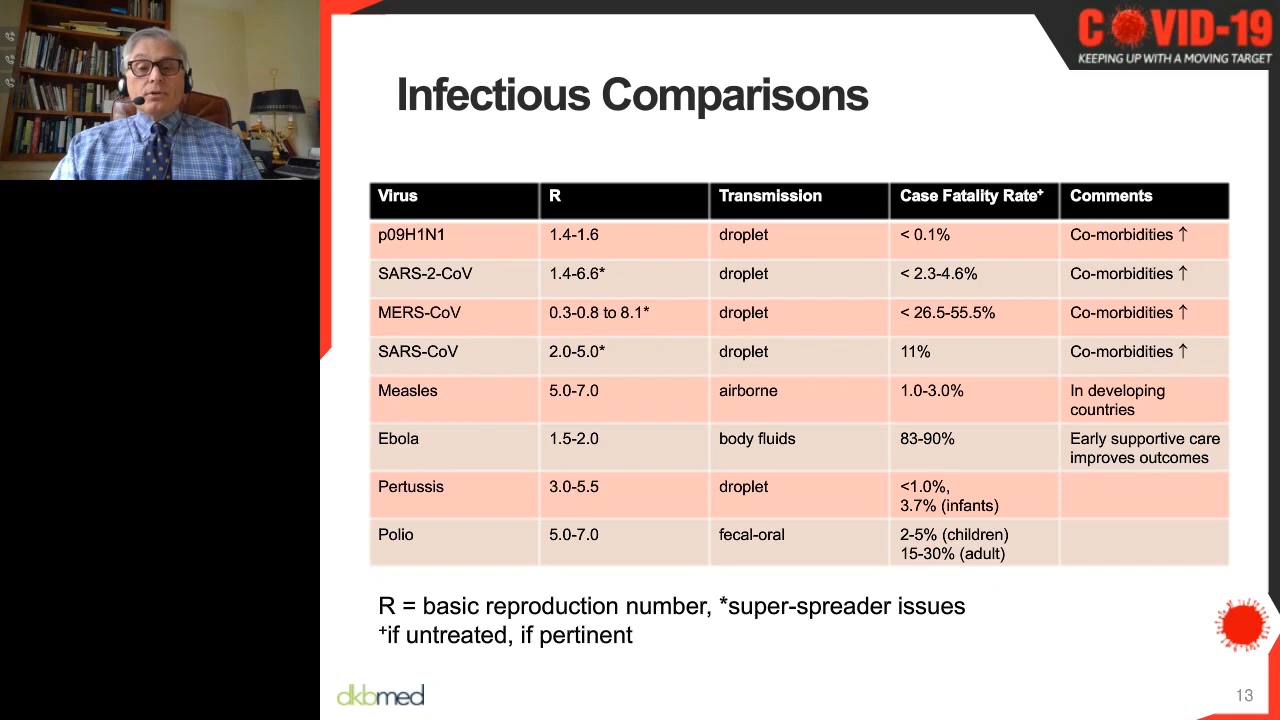 COVID-19
KEEPING UP WITH A MOVING TARGET
Infectious Comparisons
Virus R Transmission Case Fatality Rate+ Comments
p09H1N1 1.4-1.6 droplet < 0.1% Co-morbidities ↑
SARS-2-CoV 1.4-6.6* droplet < 2.3-4.6% Co-morbidities ↑
MERS-CoV 0.3-0.8 to 8.1* droplet < 26.5-55.5% Co-morbidities ↑
SARS-CoV 2.0-5.0* droplet 11% Co-morbidities ↑
Measles 5.0-7.0 airborne 1.0-3.0% In developing
countries
Ebola 1.5-2.0 body fluids 83-90% Early supportive care
improves outcomes
Pertussis 3.0-5.5 droplet <1.0%,
3.7% (infants)
Polio 5.0-7.0 fecal-oral 2-5% (children)
15-30% (adult)
R = basic reproduction number, *super-spreader issues
+if untreated, if pertinent
dkbmed
13